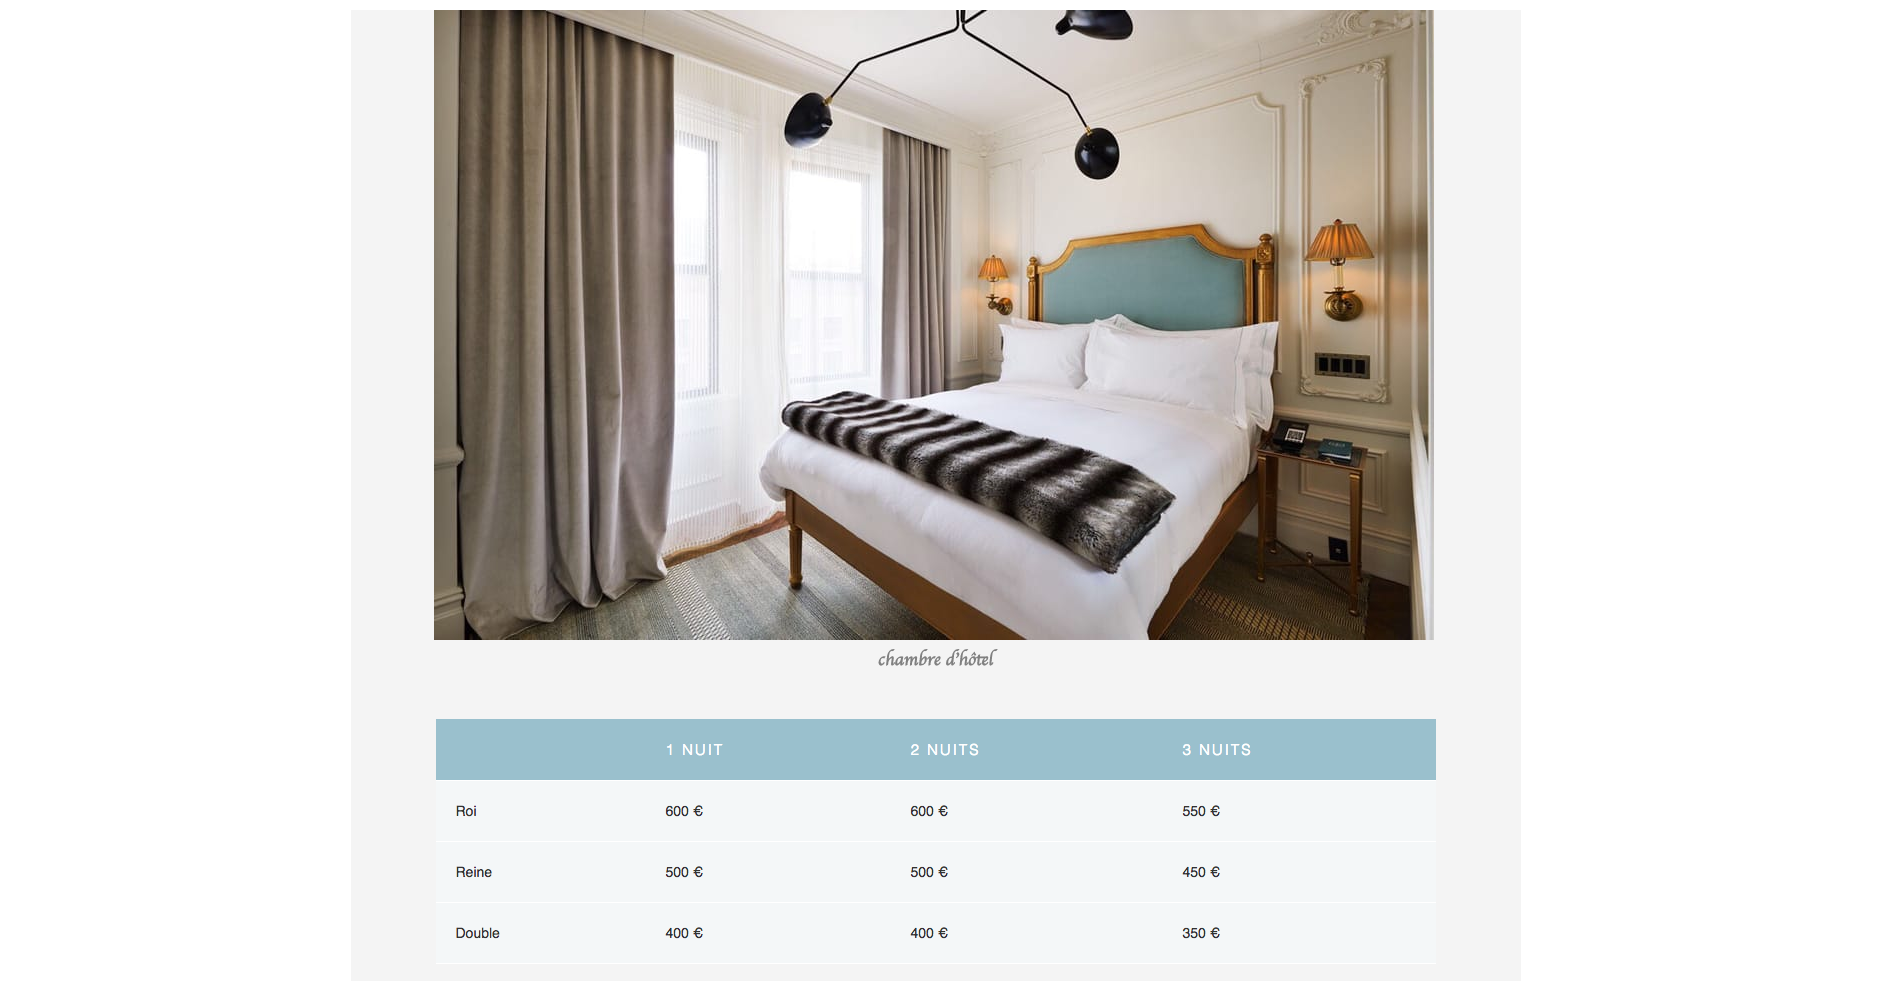 chambre d'hôtel
1 NUIT 2 NUITS 3 NUITS
Roi 600 € 600 € 550 €
Reine 500 € 500 € 450 €
Double 400 € 400 € 350 €